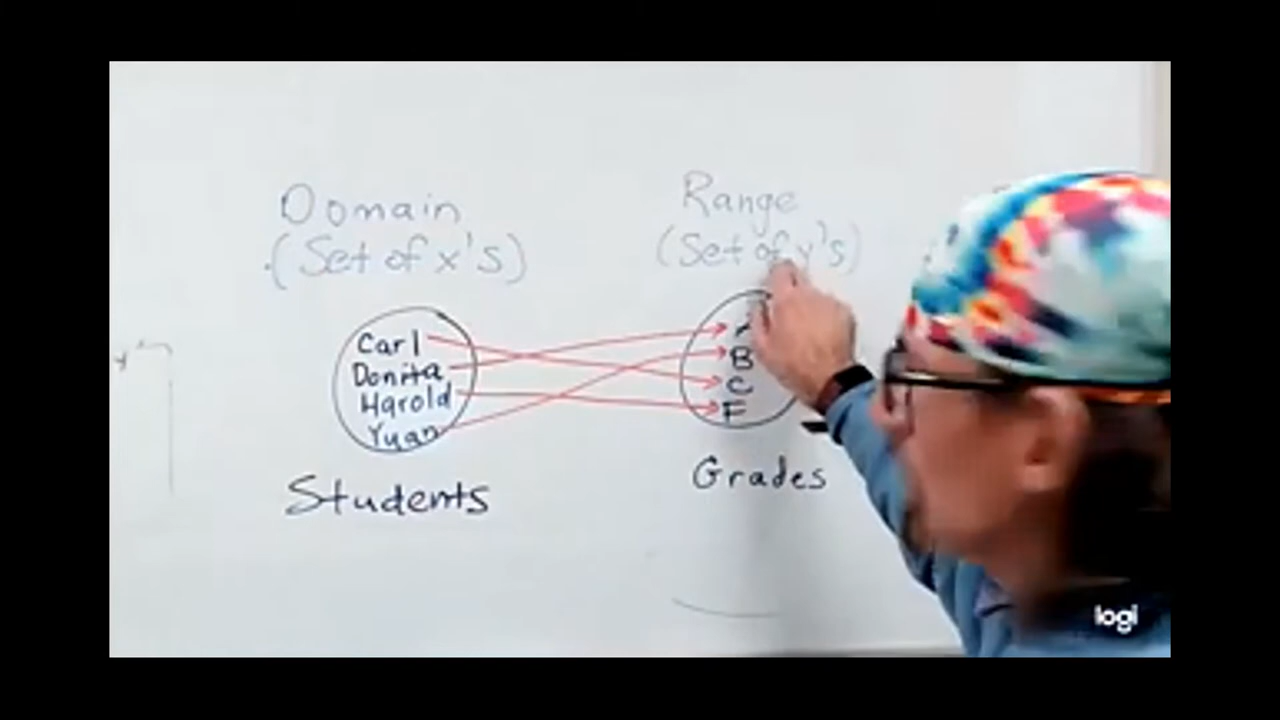 Domain
(Set of x's)
Range
(Set of y's)
Carl
Donita
Harold
Yuan
A
B
C
F
Students
Grades
logi